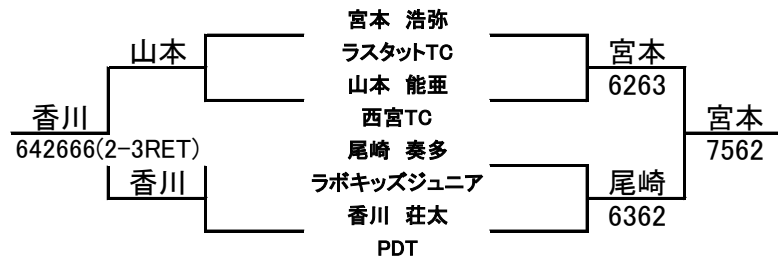 宮本 浩弥
山本
ラスタットTC
宮本
山本 能亜
6263
香川
西宮TC
宮本
642666(2-3RET)
尾崎 奏多
7562
香川
ラボキッズジュニア
尾崎
香川 荘太
6362
PDT